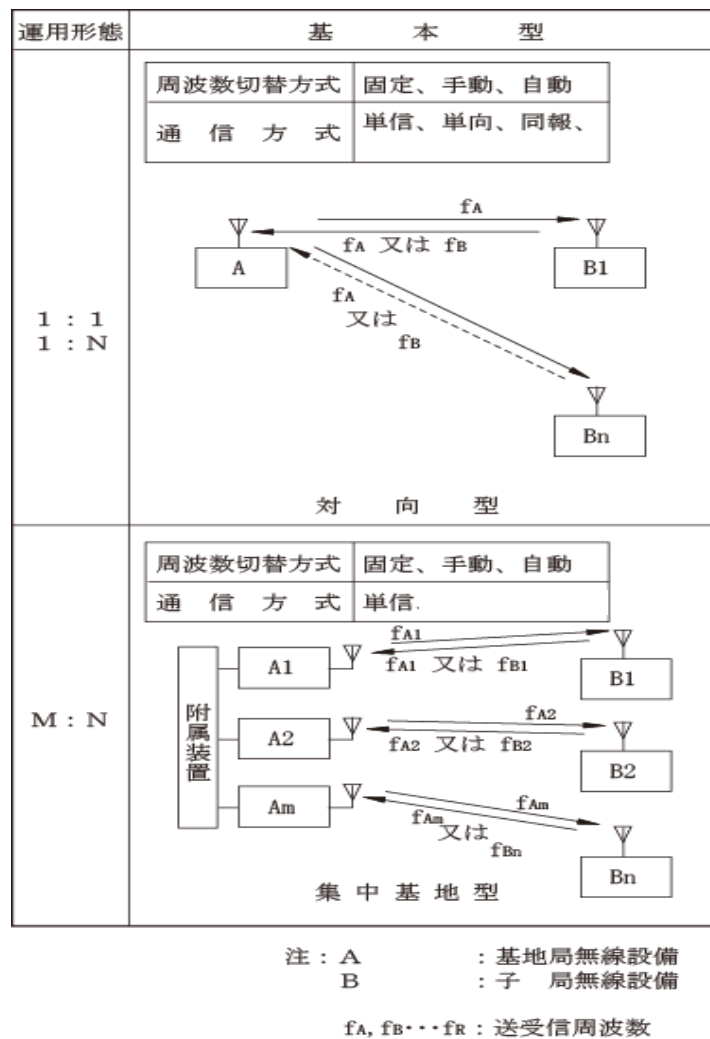 運用形態 基本型
周波数切替方式 固定、手動、自動
通信方式 単信、単向、同報、
fA
fA 又は fB
A
B1
fA
又は
fB
1:1
1:N
Bn
対向型
周波数切替方式 固定、手動、自動
通信方式 単信.
fA1
fA1 又は fB1
A1
B1
M:N
附属装置
fA2
A2
fA2 又は fB2
B2
Am
fAm
fAm
又は
fBn
Bn
集中基地型
注:A :基地局無線設備
B :子 局無線設備
fA,fB・・・fR:送受信周波数